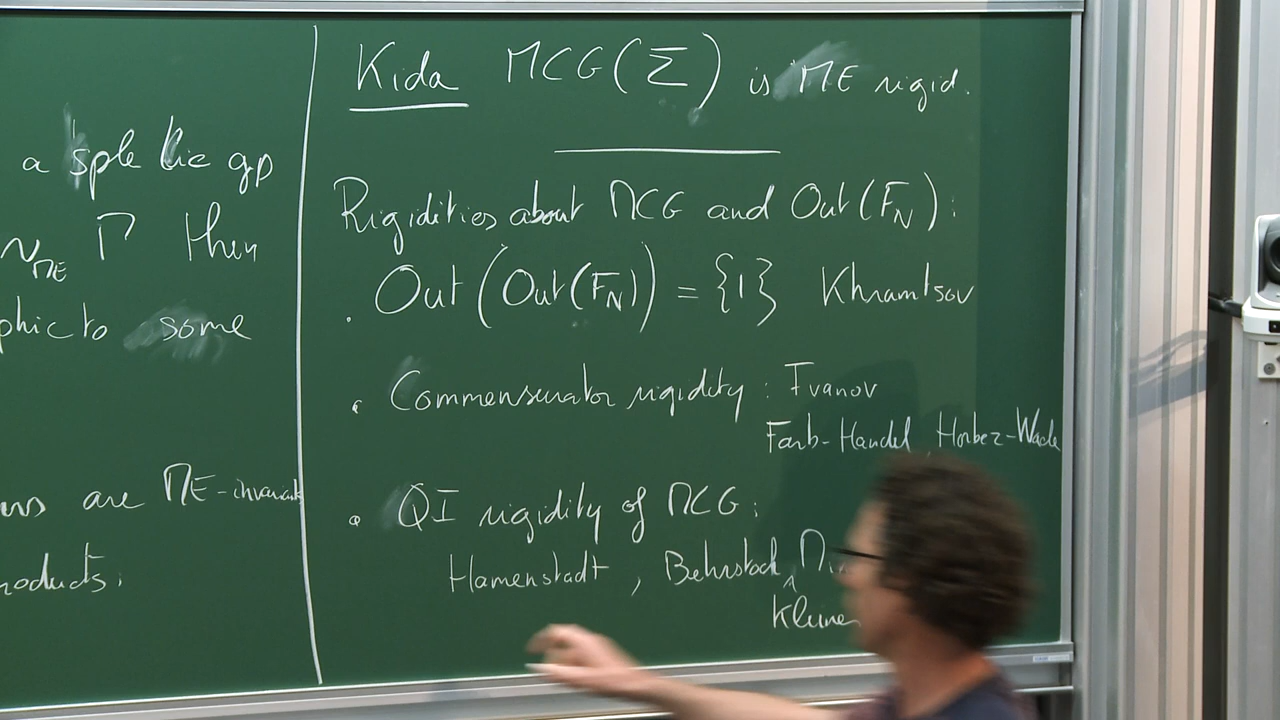 a sple Lie gp
~ME Γ then
phic to some
are ME-invariant
products.
Kida MCG(Σ) is ME rigid.
Rigidities about MCG and Out(F_N):
. Out(Out(F_N)) = {1} Khramtsov
. Commensurator rigidity : Ivanov
Farb-Handel, Horbez-Wade
. QI rigidity of MCG:
Hamenstadt, Behrstock,
Kleiner